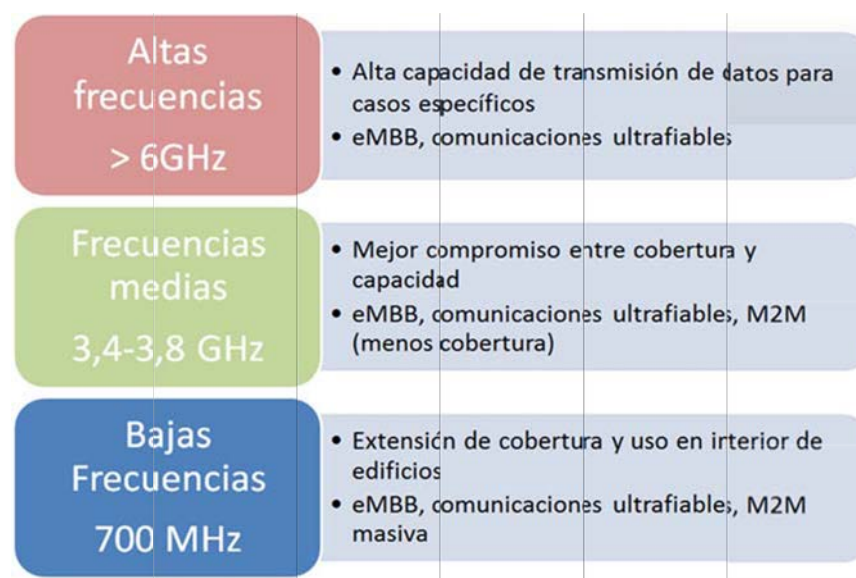 Altas
frecuencias
> 6GHz
• Alta capacidad de transmisión de datos para
casos específicos
• eMBB, comunicaciones ultrafiables
Frecuencias
medias
3,4-3,8 GHz
• Mejor compromiso entre cobertura y
capacidad
• eMBB, comunicaciones ultrafiables, M2M
(menos cobertura)
Bajas
Frecuencias
700 MHz
• Extensión de cobertura y uso en interior de
edificios
• eMBB, comunicaciones ultrafiables, M2M
masiva